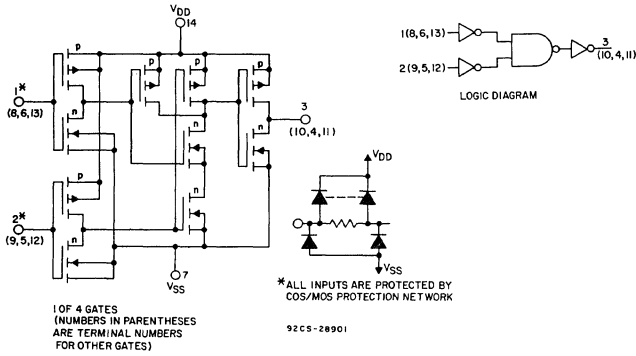 VDD
14
p
p
p
p
1*
(8,6,13)
n
3
(10,4,11)
n
p
2*
(9,5,12)
n
n
n
7
VSS
1 OF 4 GATES
(NUMBERS IN PARENTHESES
ARE TERMINAL NUMBERS
FOR OTHER GATES)
1(8,6,13)
2(9,5,12)
3
(10,4,11)
LOGIC DIAGRAM
VDD
VSS
*ALL INPUTS ARE PROTECTED BY
COS/MOS PROTECTION NETWORK
92CS-28901